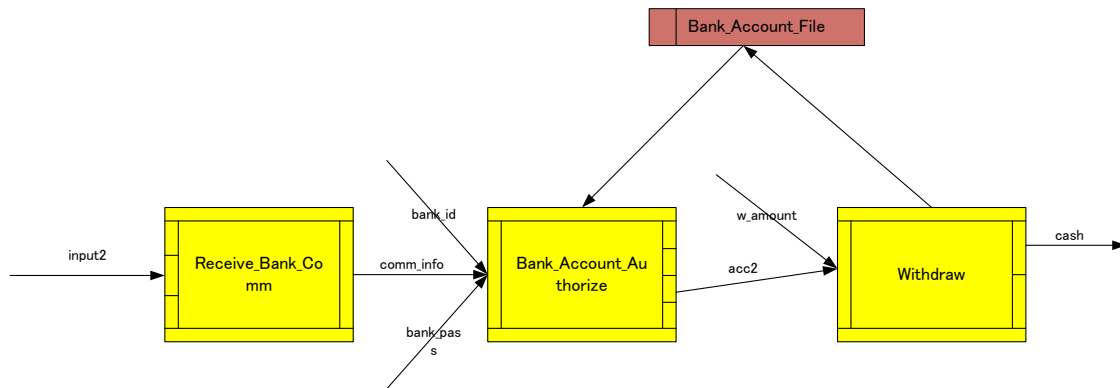 Bank_Account_File
bank_id
w_amount
input2
Receive_Bank_Co
mm
comm_info
Bank_Account_Au
thorize
acc2
Withdraw
cash
bank_pas
s